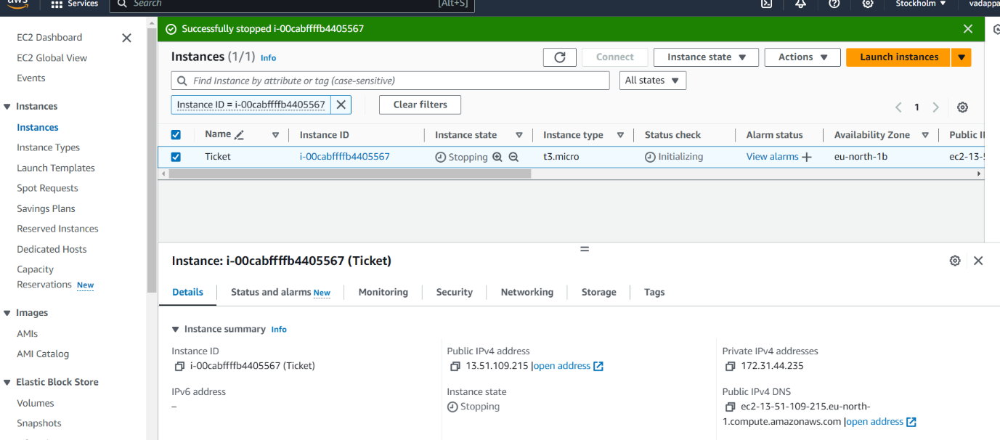 aws
Services
Search
[Alt+S]
Stockholm
vadappa
EC2 Dashboard
EC2 Global View
Events
Instances
Instances
Instance Types
Launch Templates
Spot Requests
Savings Plans
Reserved Instances
Dedicated Hosts
Capacity
Reservations New
Images
AMIs
AMI Catalog
Elastic Block Store
Volumes
Snapshots
Successfully stopped i-00cabffffb4405567
Instances (1/1) Info
Connect
Instance state
Actions
Launch instances
Find Instance by attribute or tag (case-sensitive)
All states
Instance ID = i-00cabffffb4405567
Clear filters
1
Name Instance ID Instance state Instance type Status check Alarm status Availability Zone Public I
Ticket i-00cabffffb4405567 Stopping t3.micro Initializing View alarms + eu-north-1b ec2-13-5
Instance: i-00cabffffb4405567 (Ticket)
Details Status and alarms New Monitoring Security Networking Storage Tags
Instance summary Info
Instance ID
i-00cabffffb4405567 (Ticket)
Public IPv4 address
13.51.109.215 |open address
Private IPv4 addresses
172.31.44.235
IPv6 address
–
Instance state
Stopping
Public IPv4 DNS
ec2-13-51-109-215.eu-north-
1.compute.amazonaws.com |open address